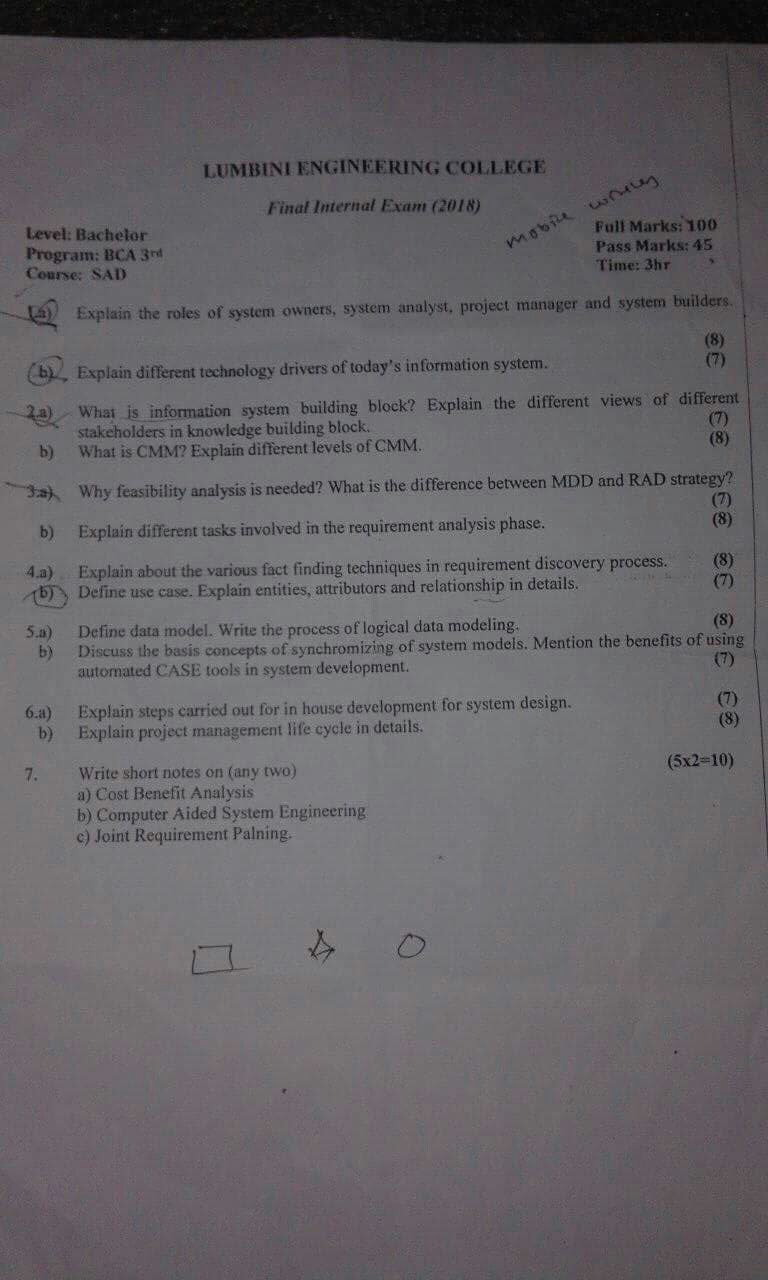 LUMBINI ENGINEERING COLLEGE
Final Internal Exam (2018)
mobile
Level: Bachelor
Full Marks: 100
Program: BCA 3rd
Pass Marks: 45
Course: SAD
Time: 3hr
1.a) Explain the roles of system owners, system analyst, project manager and system builders.
(8)
b) Explain different technology drivers of today's information system. (7)
2.a) What is information system building block? Explain the different views of different
stakeholders in knowledge building block. (7)
b) What is CMM? Explain different levels of CMM. (8)
3.a) Why feasibility analysis is needed? What is the difference between MDD and RAD strategy?
(7)
b) Explain different tasks involved in the requirement analysis phase. (8)
4.a) Explain about the various fact finding techniques in requirement discovery process. (8)
b) Define use case. Explain entities, attributors and relationship in details. (7)
5.a) Define data model. Write the process of logical data modeling. (8)
b) Discuss the basis concepts of synchromizing of system models. Mention the benefits of using
automated CASE tools in system development. (7)
6.a) Explain steps carried out for in house development for system design. (7)
b) Explain project management life cycle in details. (8)
7. Write short notes on (any two) (5x2=10)
a) Cost Benefit Analysis
b) Computer Aided System Engineering
c) Joint Requirement Palning.